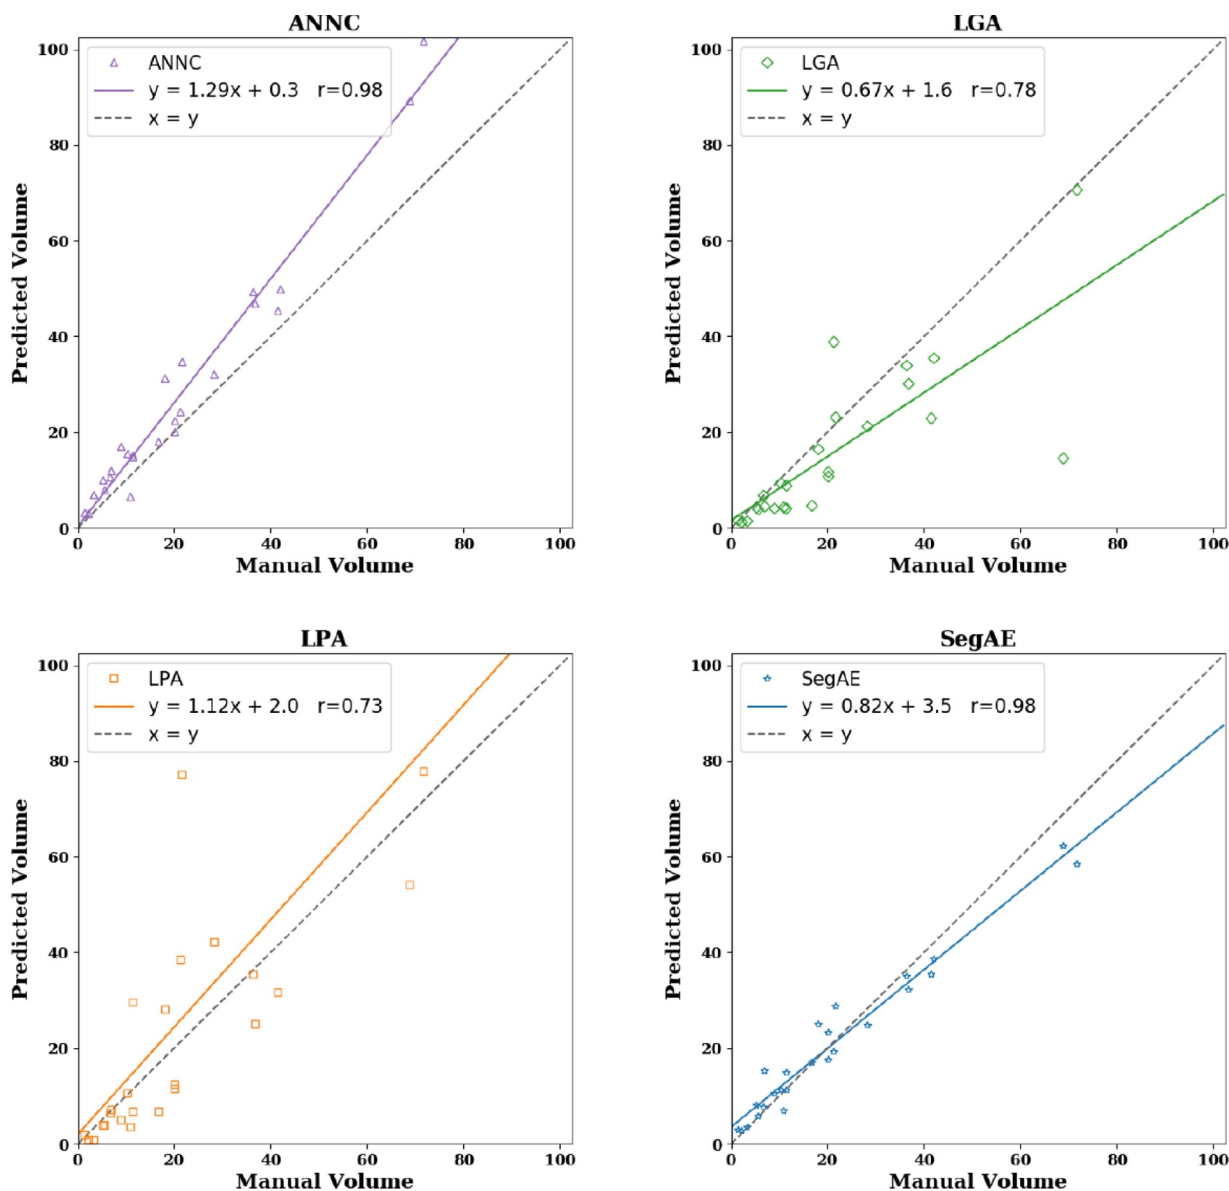 ANNC
ANNC
y = 1.29x + 0.3 r=0.98
x = y
100
80
60
40
20
0
Predicted Volume
0 20 40 60 80 100
Manual Volume
LGA
LGA
y = 0.67x + 1.6 r=0.78
x = y
100
80
60
40
20
0
Predicted Volume
0 20 40 60 80 100
Manual Volume
LPA
LPA
y = 1.12x + 2.0 r=0.73
x = y
100
80
60
40
20
0
Predicted Volume
0 20 40 60 80 100
Manual Volume
SegAE
SegAE
y = 0.82x + 3.5 r=0.98
x = y
100
80
60
40
20
0
Predicted Volume
0 20 40 60 80 100
Manual Volume